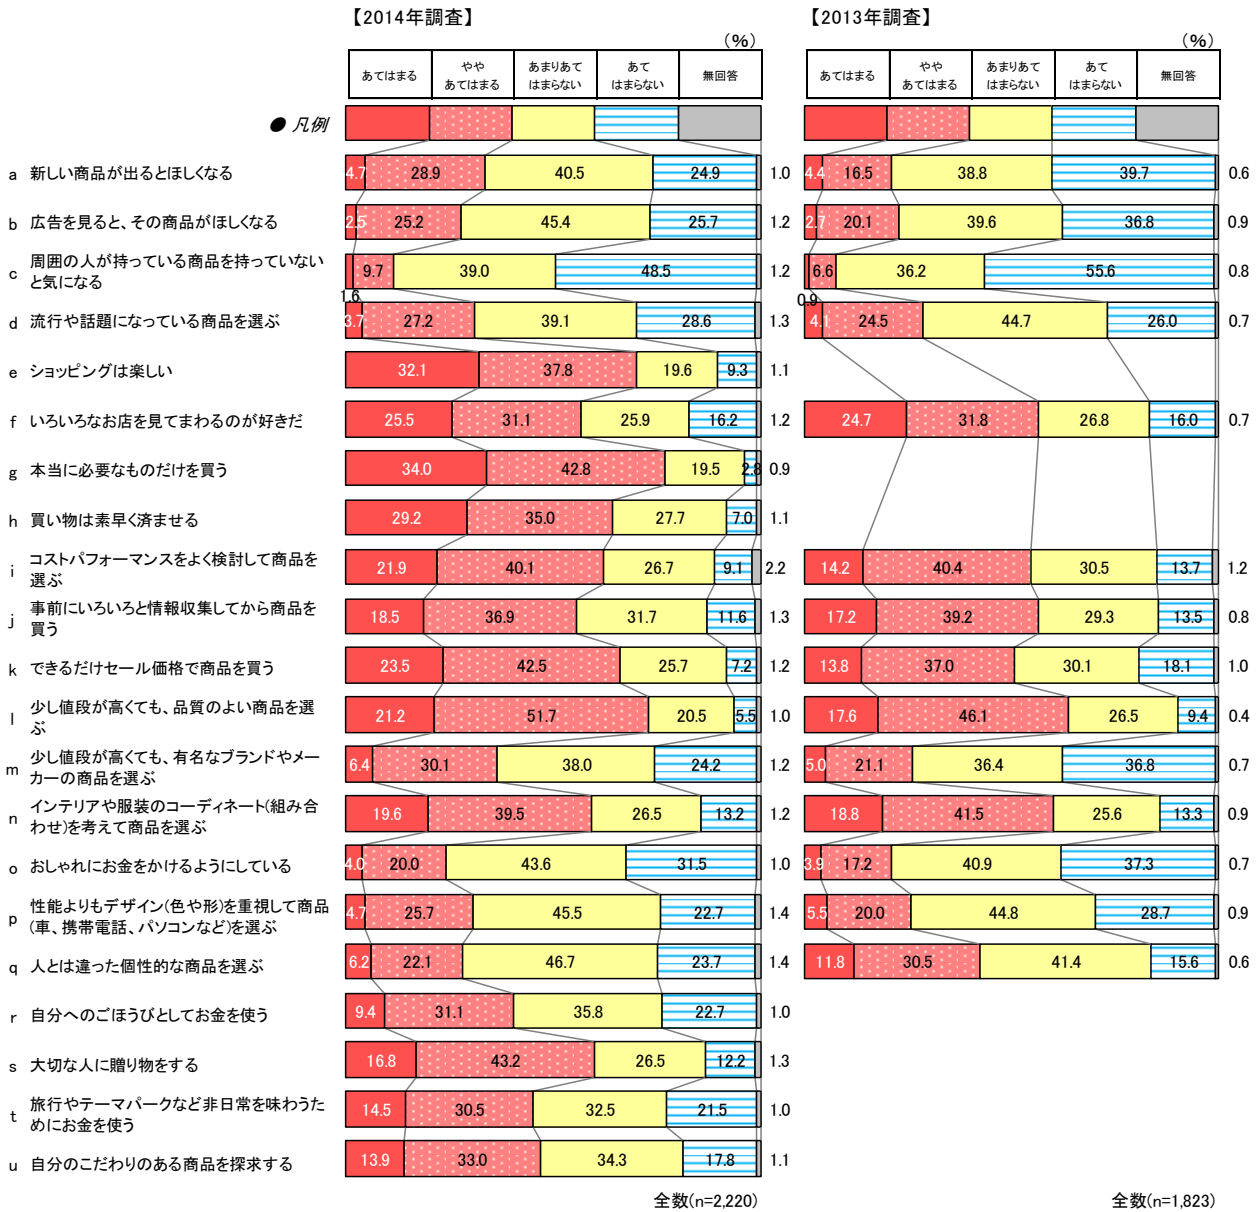 【2014年調査】 【2013年調査】
（%） （%）
あてはまる やや あてはまる あまりあて はまらない あて はまらない 無回答 あてはまる やや あてはまる あまりあて はまらない あて はまらない 無回答
● 凡例
a 新しい商品が出るとほしくなる 4.7 28.9 40.5 24.9 1.0 4.4 16.5 38.8 39.7 0.6
b 広告を見ると、その商品がほしくなる 2.5 25.2 45.4 25.7 1.2 2.7 20.1 39.6 36.8 0.9
c 周囲の人が持っている商品を持っていない
と気になる 1.6 9.7 39.0 48.5 1.2 0.9 6.6 36.2 55.6 0.8
d 流行や話題になっている商品を選ぶ 3.7 27.2 39.1 28.6 1.3 4.1 24.5 44.7 26.0 0.7
e ショッピングは楽しい 32.1 37.8 19.6 9.3 1.1
f いろいろなお店を見てまわるのが好きだ 25.5 31.1 25.9 16.2 1.2 24.7 31.8 26.8 16.0 0.7
g 本当に必要なものだけを買う 34.0 42.8 19.5 2.8 0.9
h 買い物は素早く済ませる 29.2 35.0 27.7 7.0 1.1
i コストパフォーマンスをよく検討して商品を
選ぶ 21.9 40.1 26.7 9.1 2.2 14.2 40.4 30.5 13.7 1.2
j 事前にいろいろと情報収集してから商品を
買う 18.5 36.9 31.7 11.6 1.3 17.2 39.2 29.3 13.5 0.8
k できるだけセール価格で商品を買う 23.5 42.5 25.7 7.2 1.2 13.8 37.0 30.1 18.1 1.0
l 少し値段が高くても、品質のよい商品を選
ぶ 21.2 51.7 20.5 5.5 1.0 17.6 46.1 26.5 9.4 0.4
m 少し値段が高くても、有名なブランドやメー
カーの商品を選ぶ 6.4 30.1 38.0 24.2 1.2 5.0 21.1 36.4 36.8 0.7
n インテリアや服装のコーディネート(組み合
わせ)を考えて商品を選ぶ 19.6 39.5 26.5 13.2 1.2 18.8 41.5 25.6 13.3 0.9
o おしゃれにお金をかけるようにしている 4.0 20.0 43.6 31.5 1.0 3.9 17.2 40.9 37.3 0.7
p 性能よりもデザイン(色や形)を重視して商品
(車、携帯電話、パソコンなど)を選ぶ 4.7 25.7 45.5 22.7 1.4 5.5 20.0 44.8 28.7 0.9
q 人とは違った個性的な商品を選ぶ 6.2 22.1 46.7 23.7 1.4 11.8 30.5 41.4 15.6 0.6
r 自分へのごほうびとしてお金を使う 9.4 31.1 35.8 22.7 1.0
s 大切な人に贈り物をする 16.8 43.2 26.5 12.2 1.3
t 旅行やテーマパークなど非日常を味わうた
めにお金を使う 14.5 30.5 32.5 21.5 1.0
u 自分のこだわりのある商品を探求する 13.9 33.0 34.3 17.8 1.1
全数(n=2,220) 全数(n=1,823)